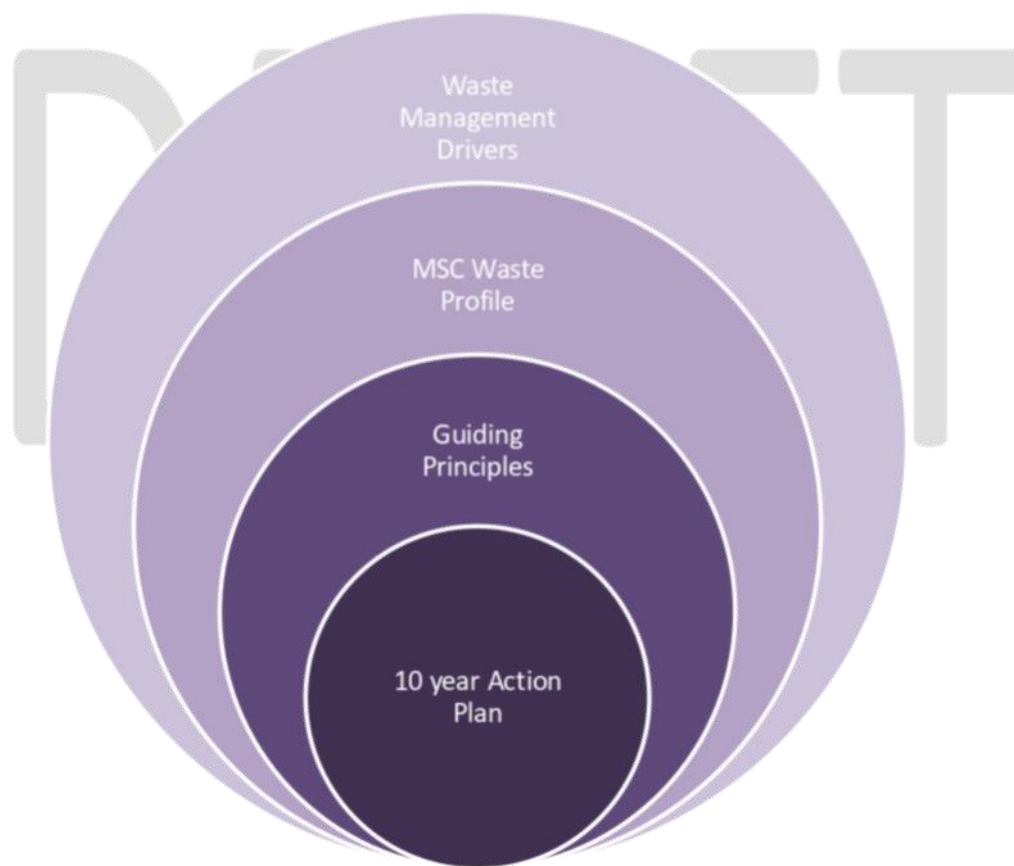 Waste
Management
Drivers
MSC Waste
Profile
Guiding
Principles
10 year Action
Plan